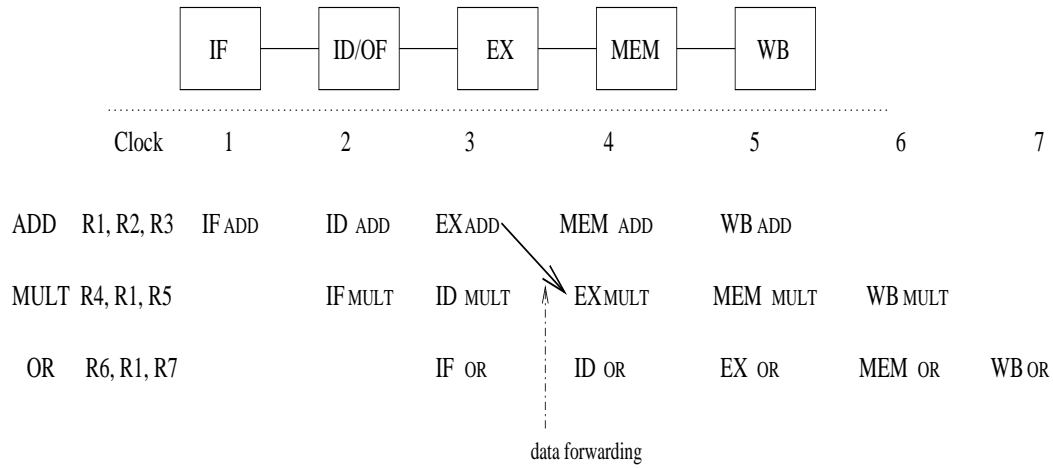 IF ID/OF EX MEM WB
Clock 1 2 3 4 5 6 7
ADD R1, R2, R3 IF ADD ID ADD EX ADD MEM ADD WB ADD
MULT R4, R1, R5 IF MULT ID MULT EX MULT MEM MULT WB MULT
OR R6, R1, R7 IF OR ID OR EX OR MEM OR WB OR
data forwarding